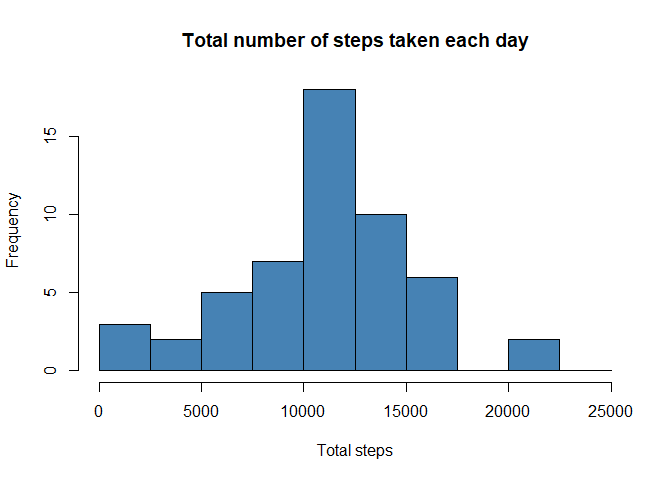 Total number of steps taken each day
Frequency
15
10
5
0
0 5000 10000 15000 20000 25000
Total steps